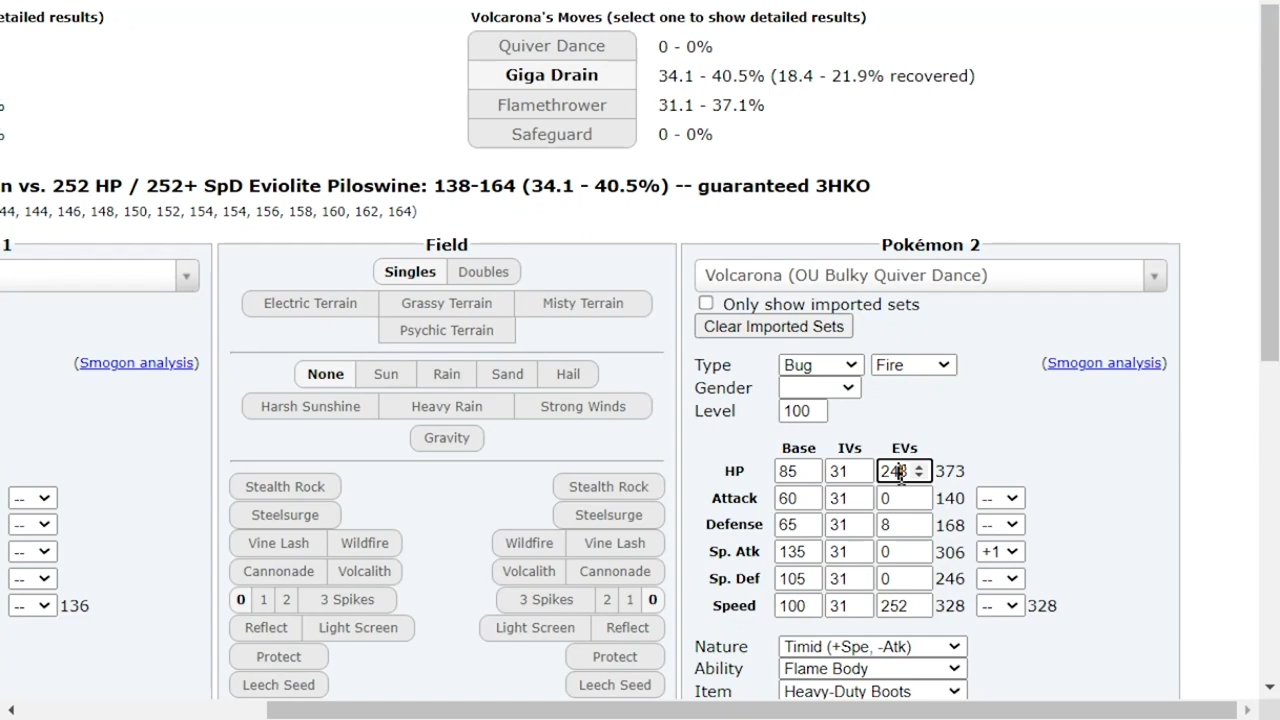 etailed results)
Volcarona's Moves (select one to show detailed results)
Quiver Dance 0 - 0%
Giga Drain 34.1 - 40.5% (18.4 - 21.9% recovered)
Flamethrower 31.1 - 37.1%
Safeguard 0 - 0%
n vs. 252 HP / 252+ SpD Eviolite Piloswine: 138-164 (34.1 - 40.5%) -- guaranteed 3HKO
44, 144, 146, 148, 150, 152, 154, 154, 156, 158, 160, 162, 164)
1
(Smogon analysis)
--
--
--
--
-- 136
Field
Singles Doubles
Electric Terrain Grassy Terrain Misty Terrain
Psychic Terrain
None Sun Rain Sand Hail
Harsh Sunshine Heavy Rain Strong Winds
Gravity
Stealth Rock Stealth Rock
Steelsurge Steelsurge
Vine Lash Wildfire Wildfire Vine Lash
Cannonade Volcalith Volcalith Cannonade
0 1 2 3 Spikes 3 Spikes 2 1 0
Reflect Light Screen Light Screen Reflect
Protect Protect
Leech Seed Leech Seed
Pokémon 2
Volcarona (OU Bulky Quiver Dance)
Only show imported sets
Clear Imported Sets
Type Bug Fire (Smogon analysis)
Gender
Level 100
Base IVs EVs
HP 85 31 373
Attack 60 31 0 140 --
Defense 65 31 8 168 --
Sp. Atk 135 31 0 306 +1
Sp. Def 105 31 0 246 --
Speed 100 31 252 328 -- 328
Nature Timid (+Spe, -Atk)
Ability Flame Body
Item Heavy-Duty Boots